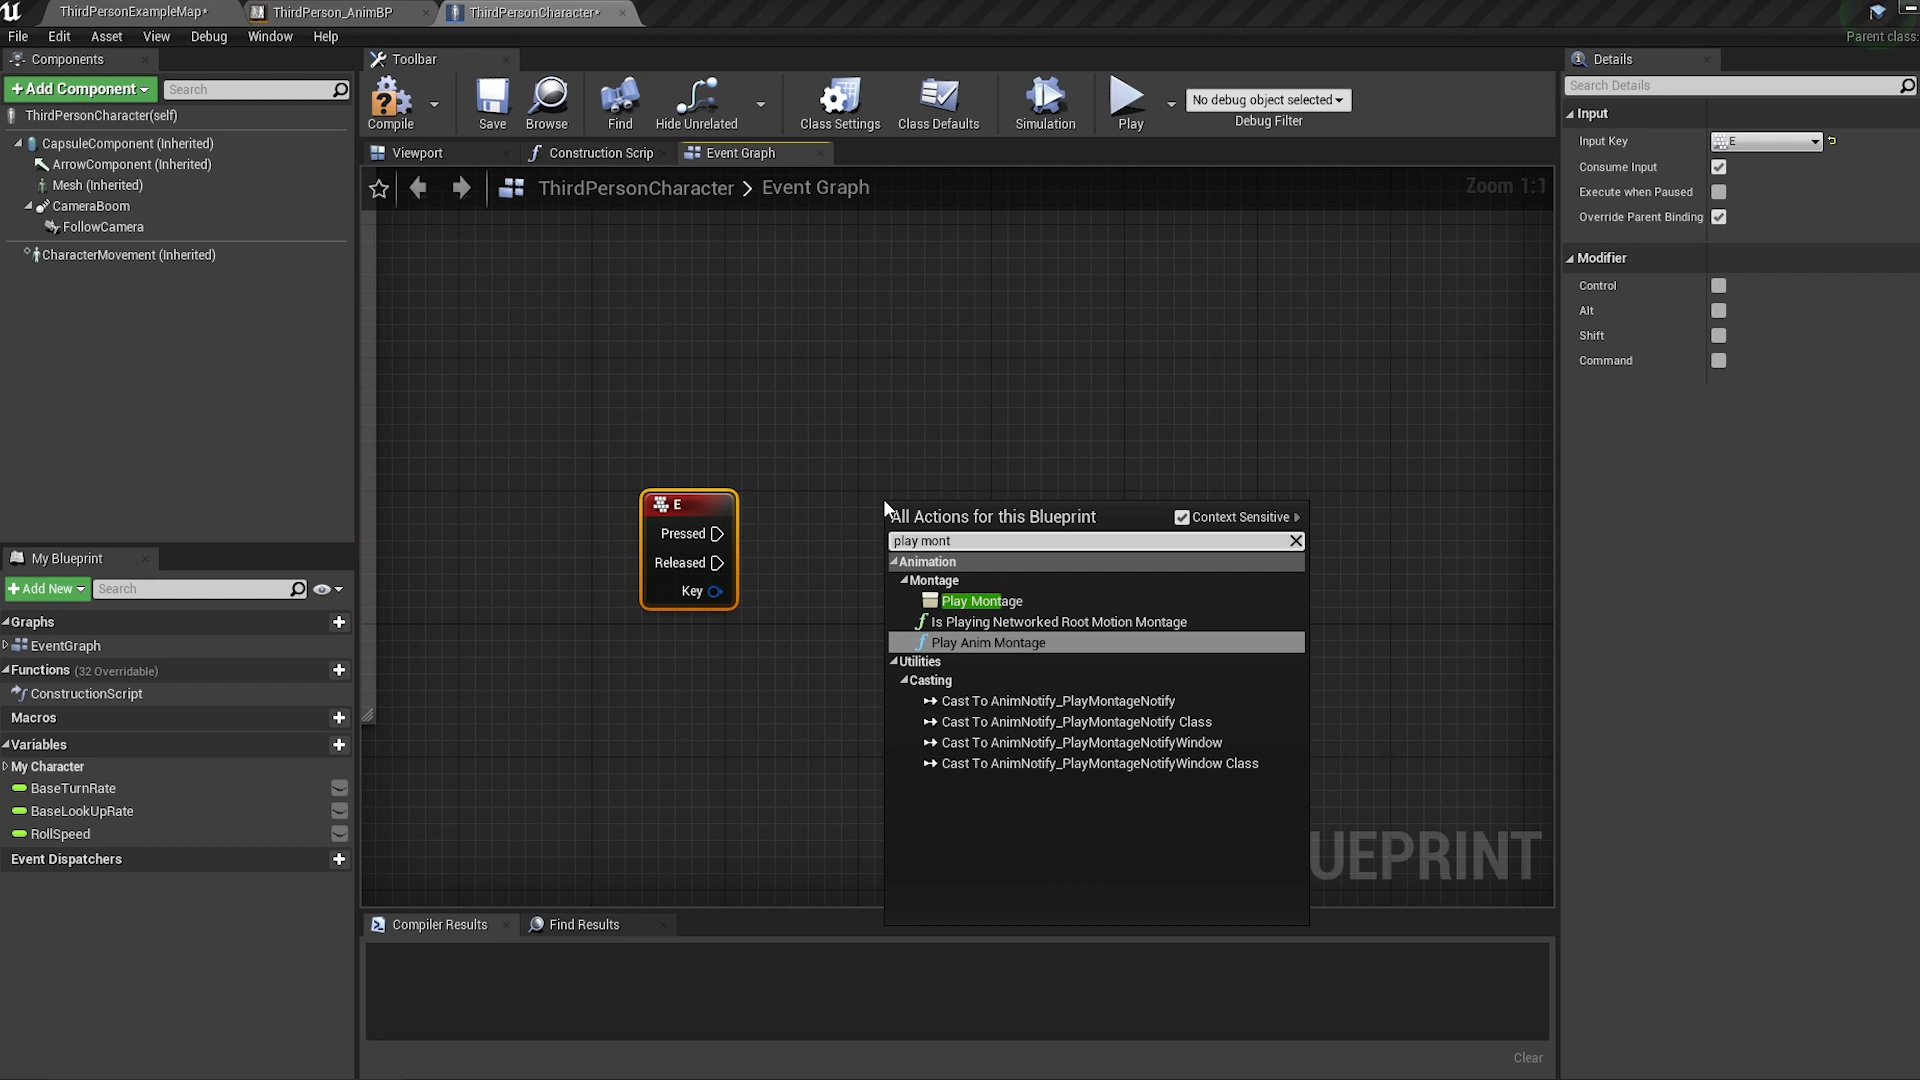 ThirdPersonExampleMap*
ThirdPerson_AnimBP
ThirdPersonCharacter*
File Edit Asset View Debug Window Help
Parent class:
Components
+Add Component
Search
ThirdPersonCharacter(self)
CapsuleComponent (Inherited)
ArrowComponent (Inherited)
Mesh (Inherited)
CameraBoom
FollowCamera
CharacterMovement (Inherited)
Toolbar
Compile
Save
Browse
Find
Hide Unrelated
Class Settings
Class Defaults
Simulation
Play
No debug object selected
Debug Filter
Viewport
Construction Scrip
Event Graph
ThirdPersonCharacter > Event Graph
Zoom 1:1
E
Pressed
Released
Key
All Actions for this Blueprint
Context Sensitive
play mont
Animation
Montage
Play Montage
Is Playing Networked Root Motion Montage
Play Anim Montage
Utilities
Casting
Cast To AnimNotify_PlayMontageNotify
Cast To AnimNotify_PlayMontageNotify Class
Cast To AnimNotify_PlayMontageNotifyWindow
Cast To AnimNotify_PlayMontageNotifyWindow Class
UEPRINT
My Blueprint
+Add New
Search
Graphs
EventGraph
Functions (32 Overridable)
ConstructionScript
Macros
Variables
My Character
BaseTurnRate
BaseLookUpRate
RollSpeed
Event Dispatchers
Compiler Results
Find Results
Clear
Details
Search Details
Input
Input Key
E
Consume Input
Execute when Paused
Override Parent Binding
Modifier
Control
Alt
Shift
Command